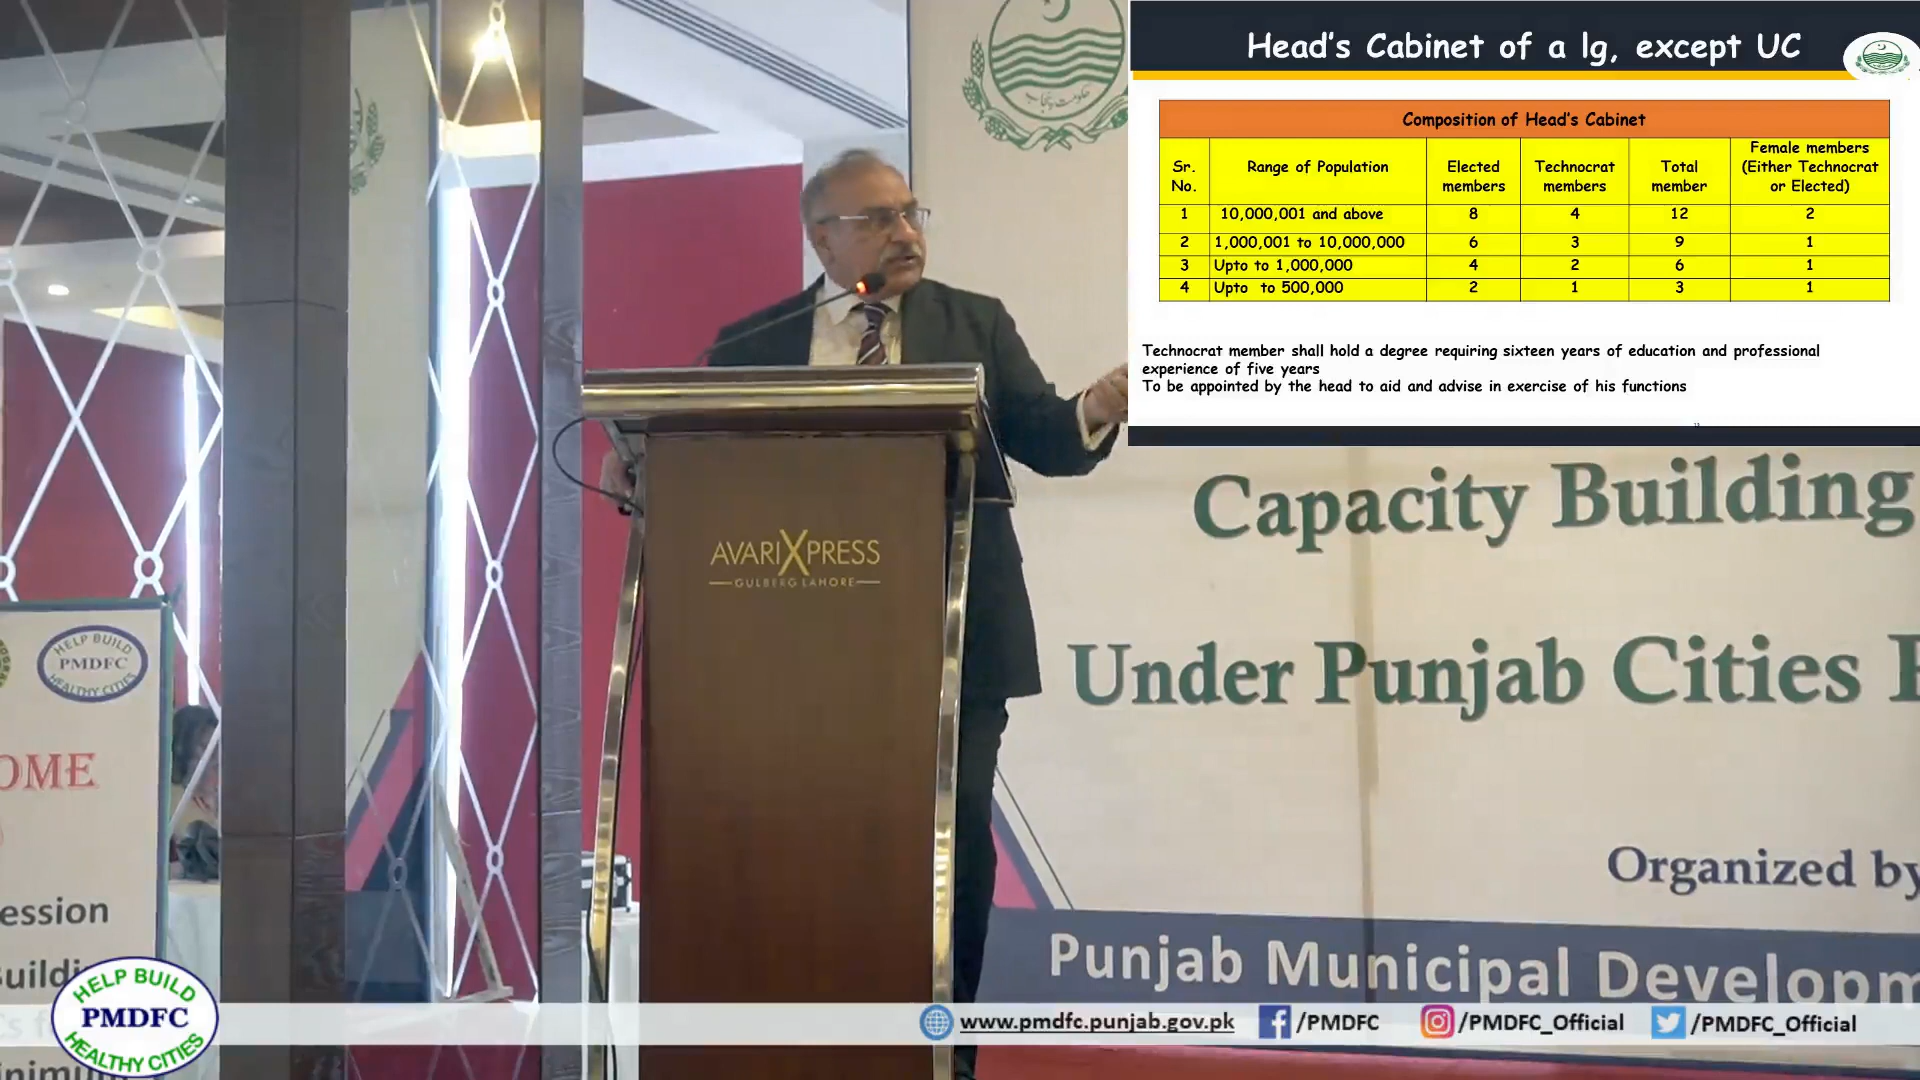 Head's Cabinet of a lg, except UC
Composition of Head's Cabinet
Sr. No. Range of Population Elected members Technocrat members Total member Female members (Either Technocrat or Elected)
1 10,000,001 and above 8 4 12 2
2 1,000,001 to 10,000,000 6 3 9 1
3 Upto to 1,000,000 4 2 6 1
4 Upto to 500,000 2 1 3 1
Technocrat member shall hold a degree requiring sixteen years of education and professional
experience of five years
To be appointed by the head to aid and advise in exercise of his functions
حکومت پنجاب
AVARI XPRESS
GULBERG LAHORE
Capacity Building
Under Punjab Cities
Organized by
Punjab Municipal Developm
HELP BUILD
PMDFC
HEALTHY CITIES
OME
ession
HELP BUILD
PMDFC
HEALTHY CITIES
www.pmdfc.punjab.gov.pk /PMDFC /PMDFC_Official /PMDFC_Official